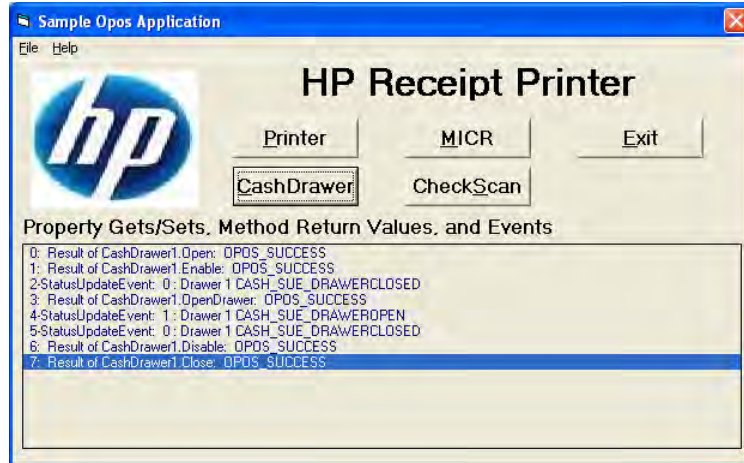 Sample Opos Application
File Help
hp
HP Receipt Printer
Printer MICR Exit
CashDrawer CheckScan
Property Gets/Sets, Method Return Values, and Events
0: Result of CashDrawer1.Open: OPOS_SUCCESS
1: Result of CashDrawer1.Enable: OPOS_SUCCESS
2-StatusUpdateEvent: 0 : Drawer 1 CASH_SUE_DRAWERCLOSED
3: Result of CashDrawer1.OpenDrawer: OPOS_SUCCESS
4-StatusUpdateEvent: 1 : Drawer 1 CASH_SUE_DRAWEROPEN
5-StatusUpdateEvent: 0 : Drawer 1 CASH_SUE_DRAWERCLOSED
6: Result of CashDrawer1.Disable: OPOS_SUCCESS
7: Result of CashDrawer1.Close: OPOS_SUCCESS